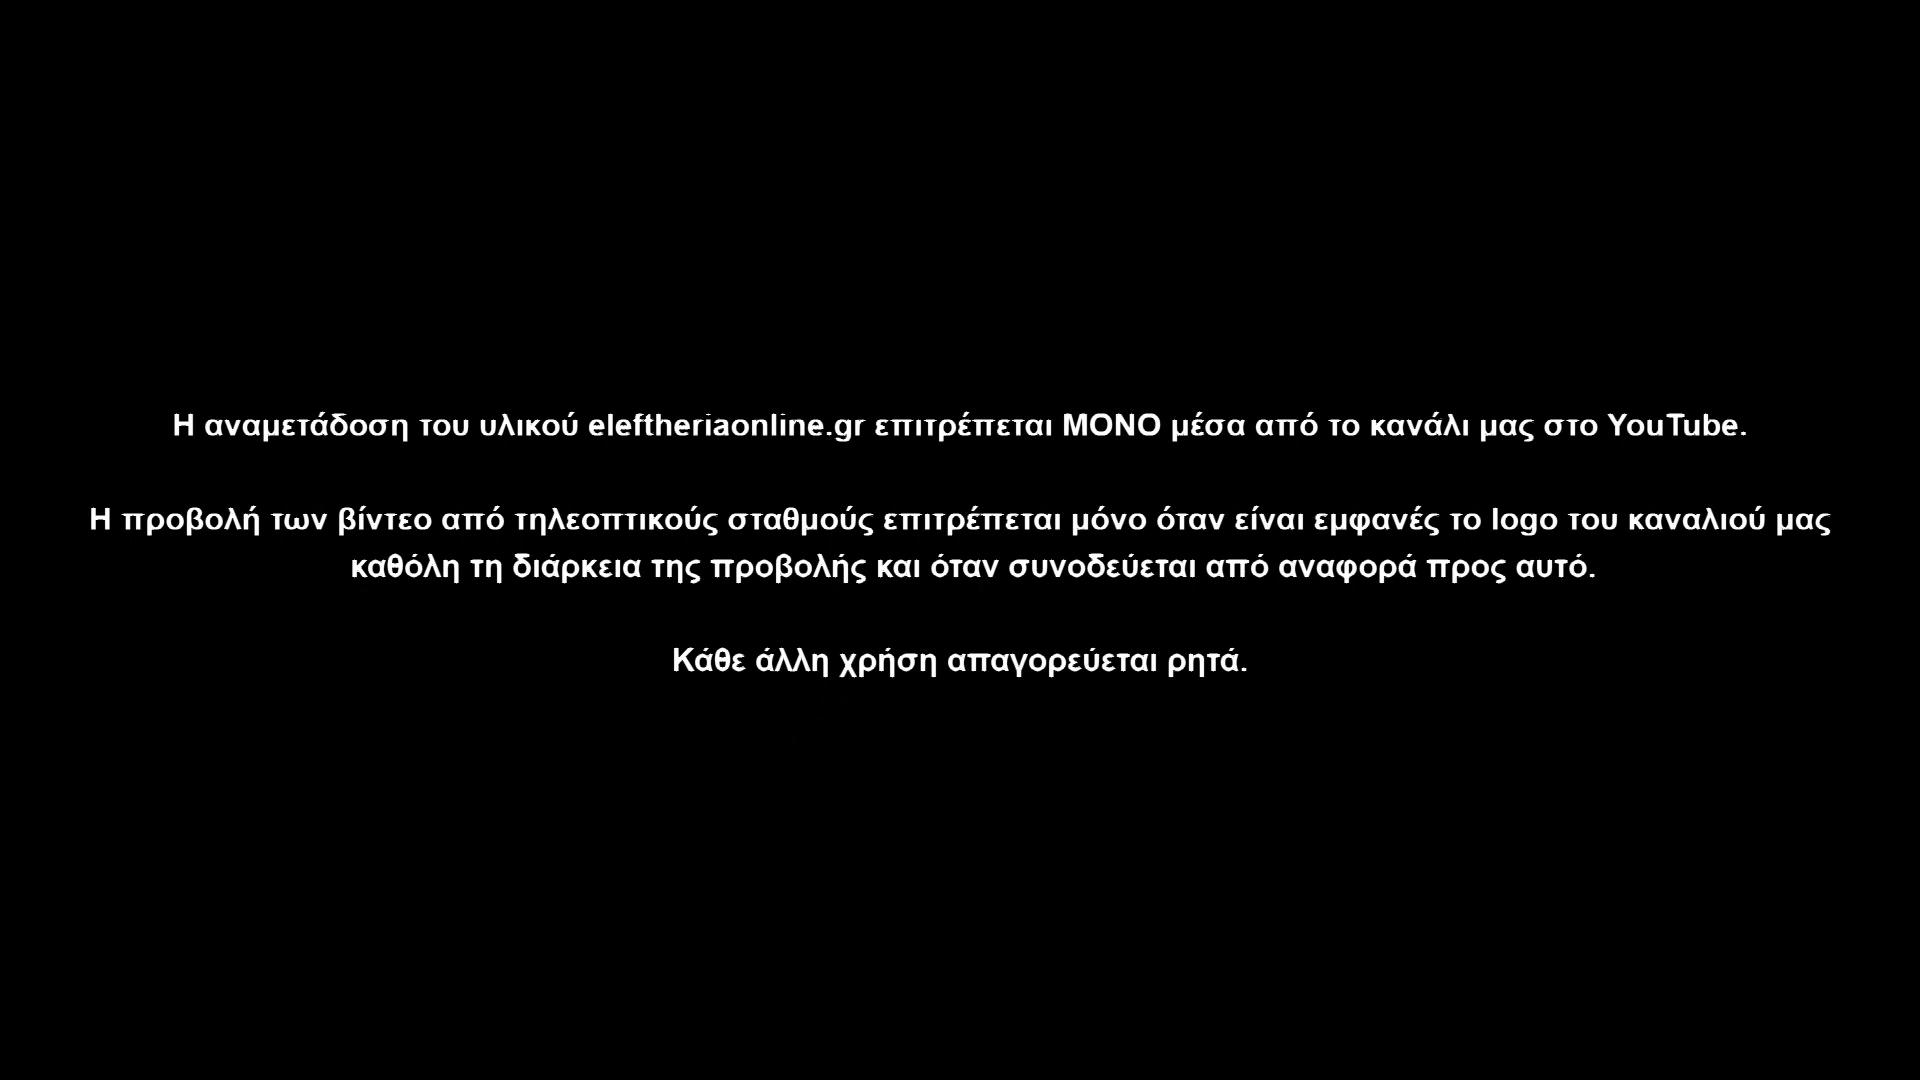 Η αναμετάδοση του υλικού eleftheriaonline.gr επιτρέπεται ΜΟΝΟ μέσα από το κανάλι μας στο YouTube.
Η προβολή των βίντεο από τηλεοπτικούς σταθμούς επιτρέπεται μόνο όταν είναι εμφανές το logo του καναλιού μας
καθόλη τη διάρκεια της προβολής και όταν συνοδεύεται από αναφορά προς αυτό.
Κάθε άλλη χρήση απαγορεύεται ρητά.